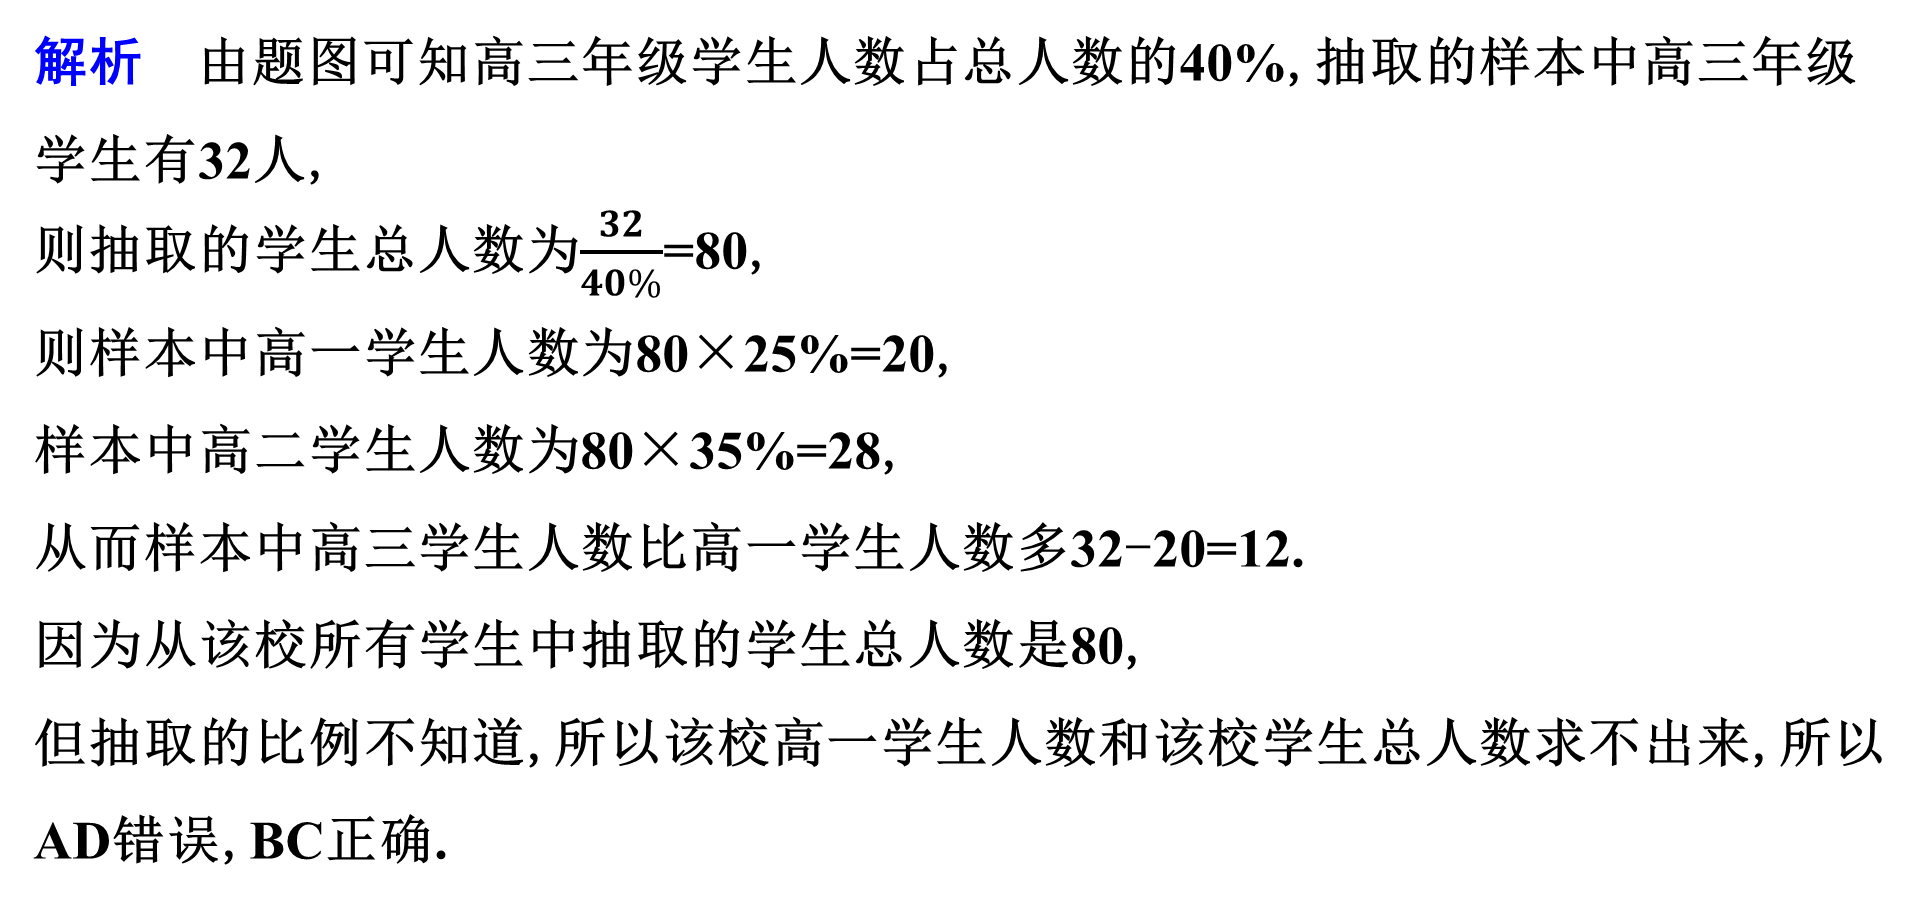 解析　由题图可知高三年级学生人数占总人数的40%, 抽取的样本中高三年级
学生有32人,
则抽取的学生总人数为32/40%=80,
则样本中高一学生人数为80×25%=20,
样本中高二学生人数为80×35%=28,
从而样本中高三学生人数比高一学生人数多32-20=12.
因为从该校所有学生中抽取的学生总人数是80,
但抽取的比例不知道, 所以该校高一学生人数和该校学生总人数求不出来, 所以
AD错误, BC正确.